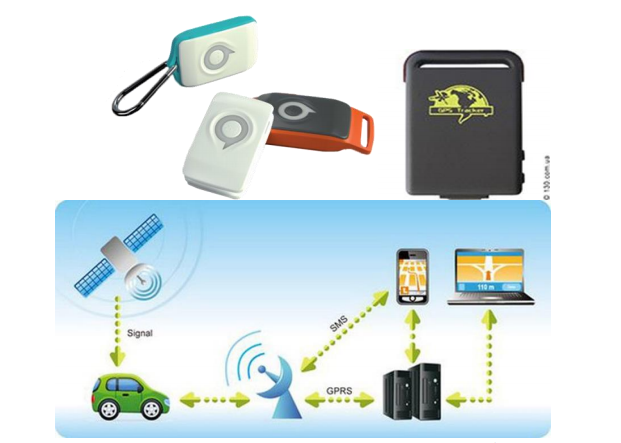 GPS Tracker
© 130.com.ua
Signal
SMS
GPRS
110 m